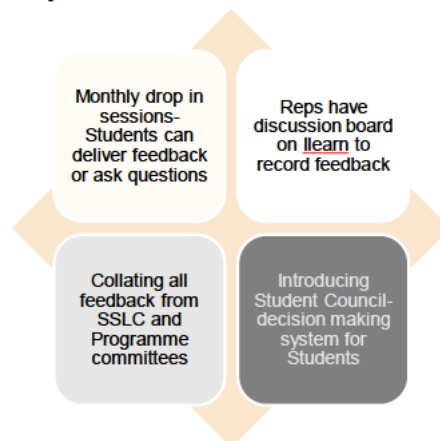 Monthly drop in
sessions-
Students can
deliver feedback
or ask questions
Reps have
discussion board
on Ilearn to
record feedback
Collating all
feedback from
SSLC and
Programme
committees
Introducing
Student Council-
decision making
system for
Students